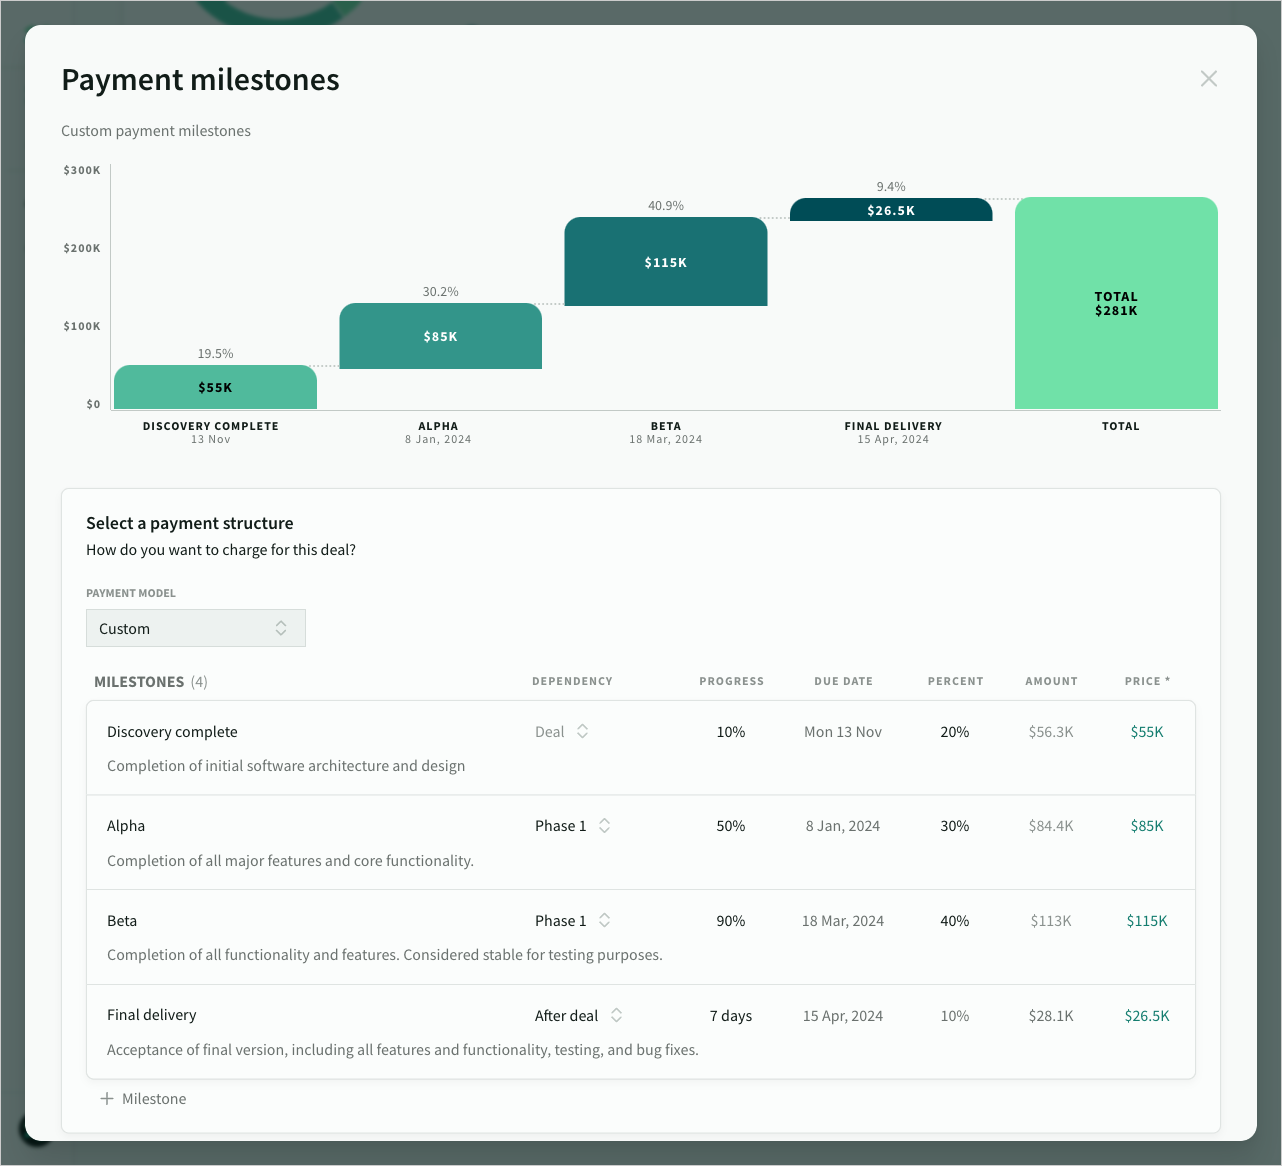 Payment milestones
Custom payment milestones
$300K
$200K
$100K
$0
19.5%
$55K
30.2%
$85K
40.9%
$115K
9.4%
$26.5K
TOTAL
$281K
DISCOVERY COMPLETE
13 Nov
ALPHA
8 Jan, 2024
BETA
18 Mar, 2024
FINAL DELIVERY
15 Apr, 2024
TOTAL
Select a payment structure
How do you want to charge for this deal?
PAYMENT MODEL
Custom
MILESTONES (4) DEPENDENCY PROGRESS DUE DATE PERCENT AMOUNT PRICE *
Discovery complete Deal 10% Mon 13 Nov 20% $56.3K $55K
Completion of initial software architecture and design
Alpha Phase 1 50% 8 Jan, 2024 30% $84.4K $85K
Completion of all major features and core functionality.
Beta Phase 1 90% 18 Mar, 2024 40% $113K $115K
Completion of all functionality and features. Considered stable for testing purposes.
Final delivery After deal 7 days 15 Apr, 2024 10% $28.1K $26.5K
Acceptance of final version, including all features and functionality, testing, and bug fixes.
+ Milestone